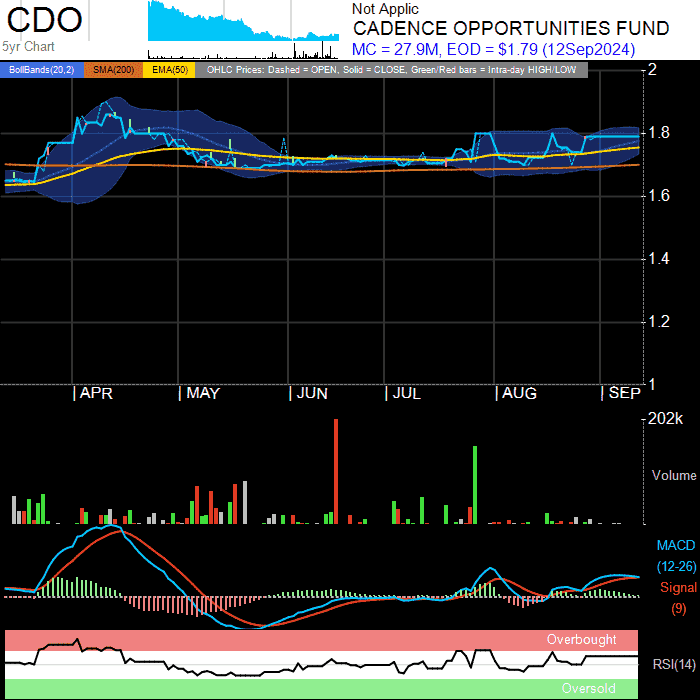 CDO
5yr Chart
Not Applic
CADENCE OPPORTUNITIES FUND
MC = 27.9M, EOD = $1.79 (12Sep2024)
BollBands(20,2) SMA(200) EMA(50) OHLC Prices: Dashed = OPEN, Solid = CLOSE, Green/Red bars = Intra-day HIGH/LOW
2
1.8
1.6
1.4
1.2
1
APR MAY JUN JUL AUG SEP
202k
Volume
MACD
(12-26)
Signal
(9)
Overbought
RSI(14)
Oversold